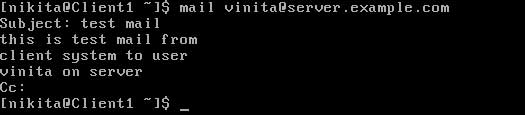 [nikita@Client1 ~]$ mail vinita@server.example.com
Subject: test mail
this is test mail from
client system to user
vinita on server
Cc:
[nikita@Client1 ~]$ _